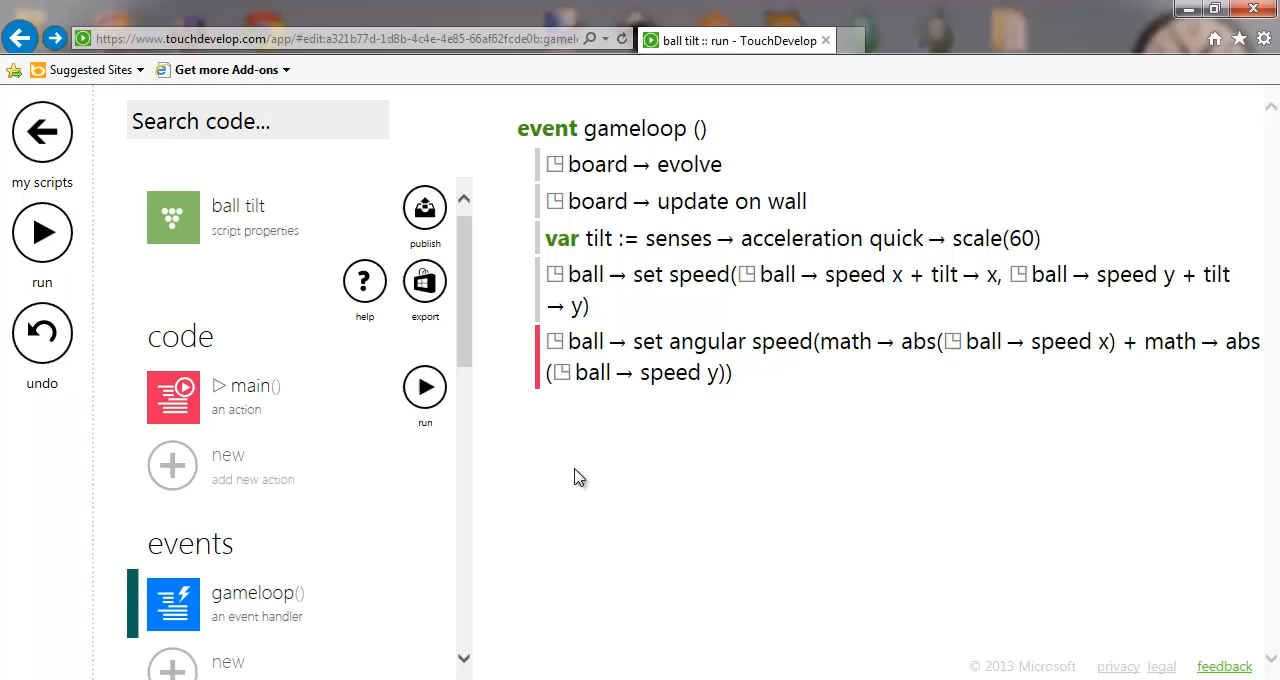 https://www.touchdevelop.com/app/#edit:a321b77d-1d8b-4c4e-4e85-66af62fcde0b:gamel
ball tilt :: run - TouchDevelop
Suggested Sites
Get more Add-ons
my scripts
run
undo
Search code...
ball tilt
script properties
publish
help
export
code
main()
an action
run
new
add new action
events
gameloop()
an event handler
new
event gameloop ()
board → evolve
board → update on wall
var tilt := senses → acceleration quick → scale(60)
ball → set speed(ball → speed x + tilt → x, ball → speed y + tilt
→ y)
ball → set angular speed(math → abs(ball → speed x) + math → abs
(ball → speed y))
© 2013 Microsoft privacy legal feedback